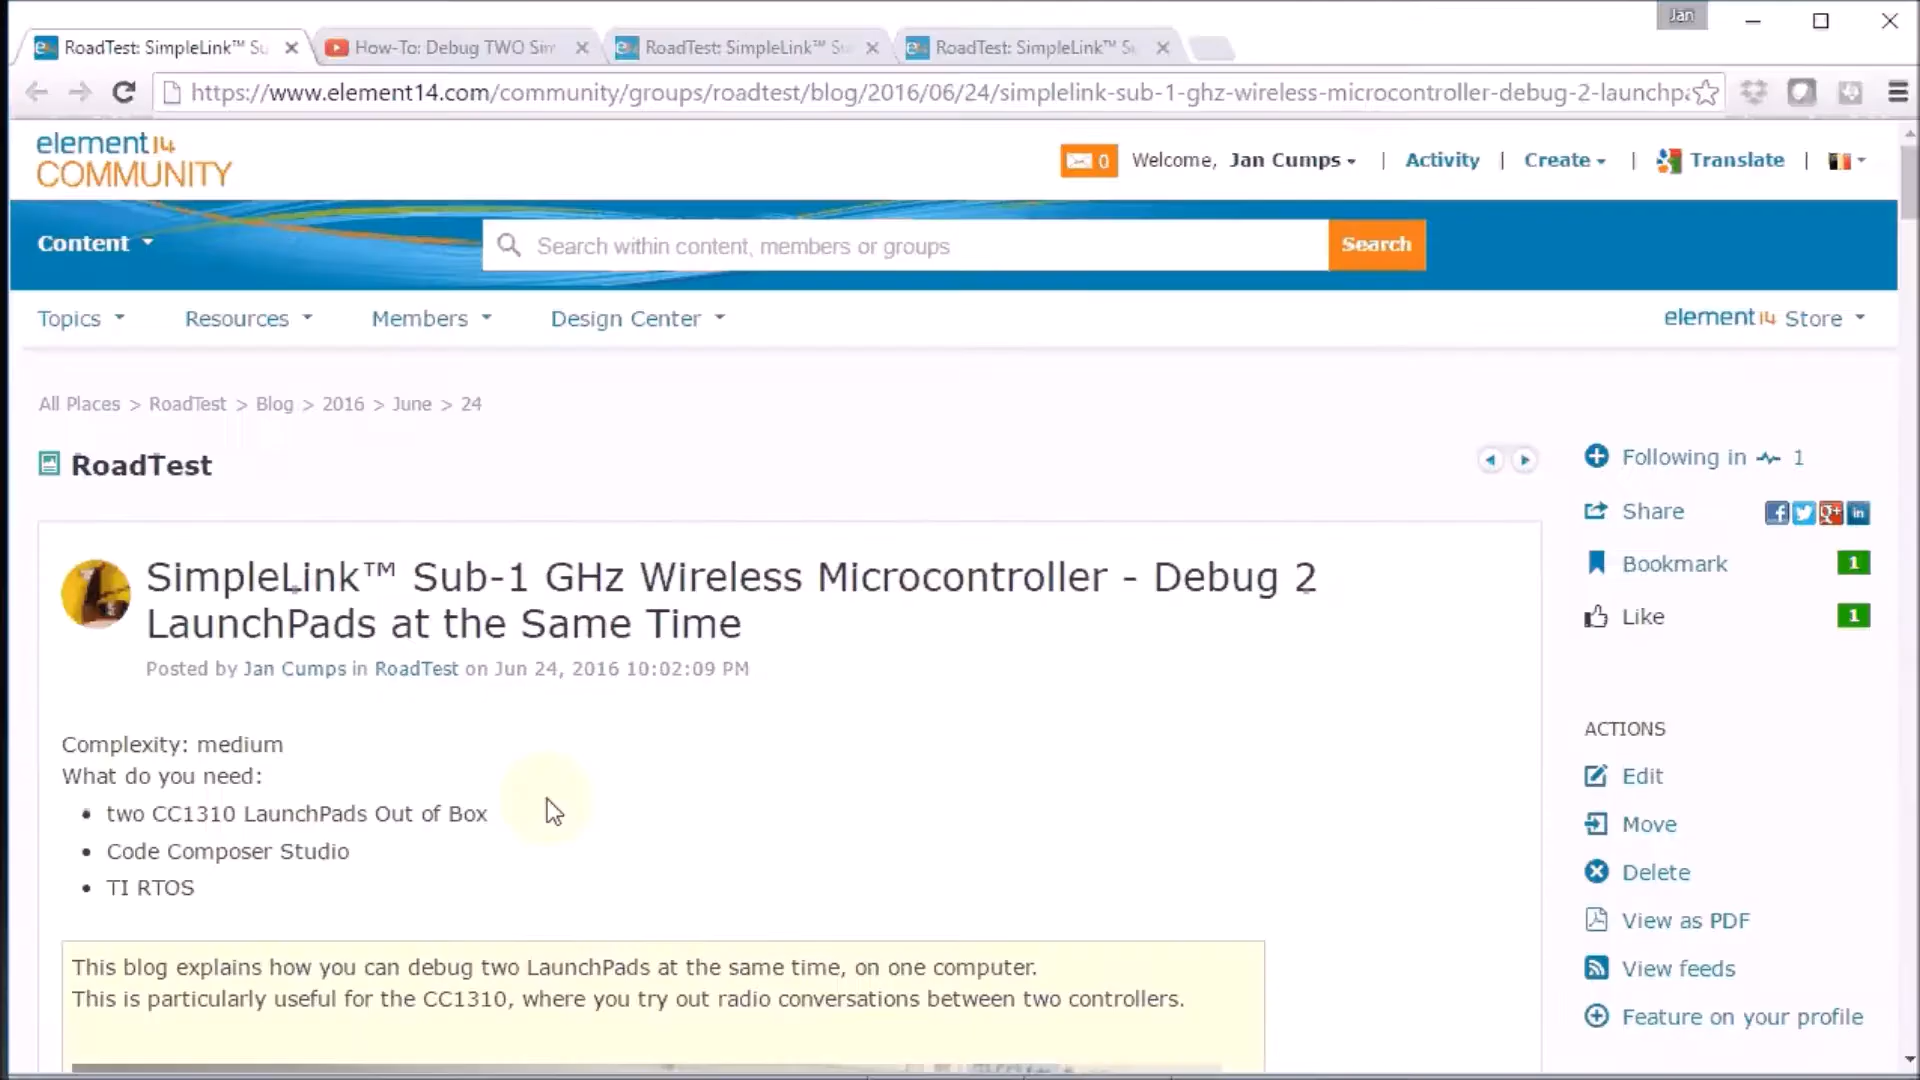 Jan
RoadTest: SimpleLink™ Su
How-To: Debug TWO Sim
RoadTest: SimpleLink™ Su
RoadTest: SimpleLink™ Su
https://www.element14.com/community/groups/roadtest/blog/2016/06/24/simplelink-sub-1-ghz-wireless-microcontroller-debug-2-launchpa
element14
COMMUNITY
0
Welcome, Jan Cumps
| Activity | Create | Translate |
Content
Search within content, members or groups
Search
Topics
Resources
Members
Design Center
element14 Store
All Places > RoadTest > Blog > 2016 > June > 24
RoadTest
SimpleLink™ Sub-1 GHz Wireless Microcontroller - Debug 2
LaunchPads at the Same Time
Posted by Jan Cumps in RoadTest on Jun 24, 2016 10:02:09 PM
Complexity: medium
What do you need:
• two CC1310 LaunchPads Out of Box
• Code Composer Studio
• TI RTOS
This blog explains how you can debug two LaunchPads at the same time, on one computer.
This is particularly useful for the CC1310, where you try out radio conversations between two controllers.
Following in 1
Share
Bookmark 1
Like 1
ACTIONS
Edit
Move
Delete
View as PDF
View feeds
Feature on your profile